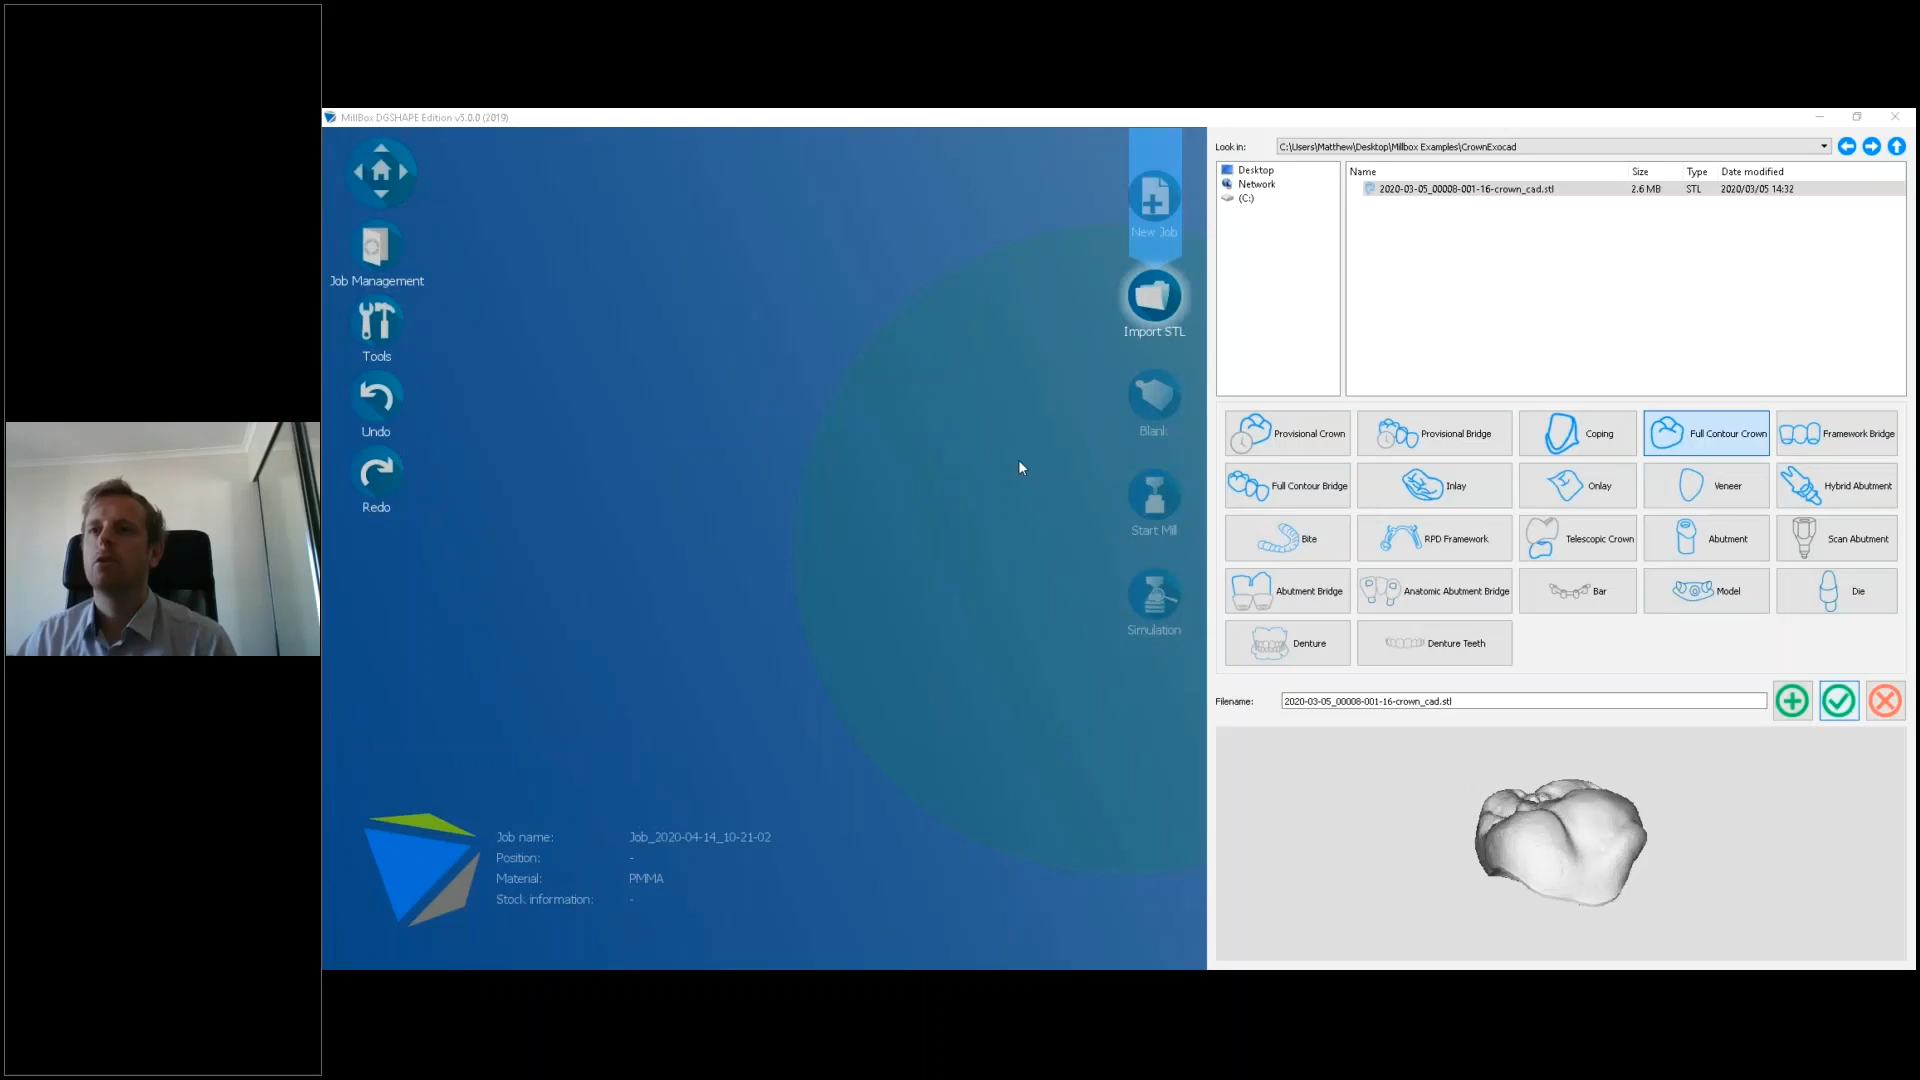 MillBox DGSHAPE Edition v5.0.0 (2019)
Job Management
Tools
Undo
Redo
New Job
Import STL
Blank
Start Mill
Simulation
Job name: Job_2020-04-14_10-21-02
Position: -
Material: PMMA
Stock information: -
Look in: C:\Users\Matthew\Desktop\Millbox Examples\CrownExocad
Desktop
Network
(C:)
Name Size Type Date modified
2020-03-05_00008-001-16-crown_cad.stl 2.6 MB STL 2020/03/05 14:32
Provisional Crown Provisional Bridge Coping Full Contour Crown Framework Bridge
Full Contour Bridge Inlay Onlay Veneer Hybrid Abutment
Bite RPD Framework Telescopic Crown Abutment Scan Abutment
Abutment Bridge Anatomic Abutment Bridge Bar Model Die
Denture Denture Teeth
Filename: 2020-03-05_00008-001-16-crown_cad.stl